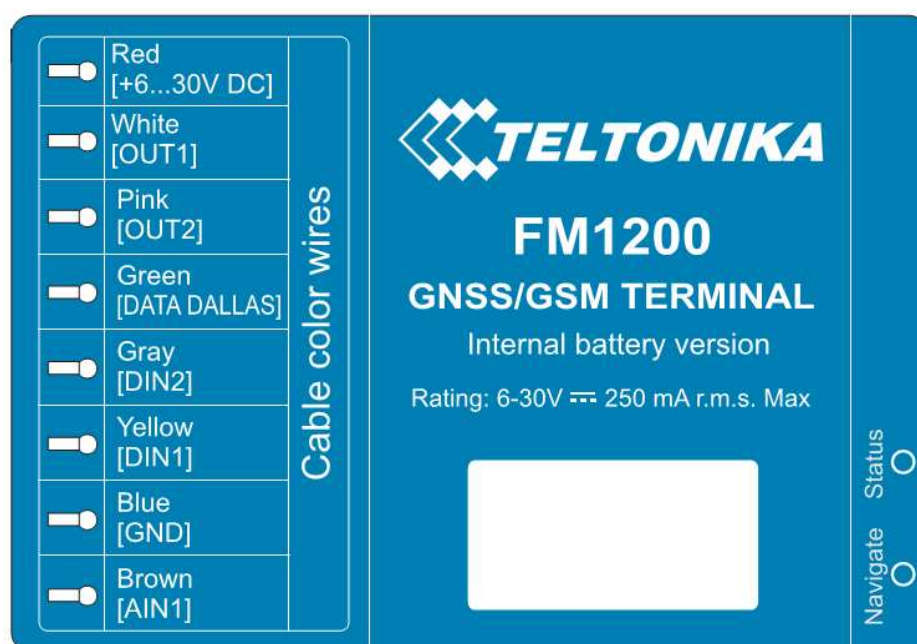 Red
[+6...30V DC]
White
[OUT1]
Pink
[OUT2]
Green
[DATA DALLAS]
Gray
[DIN2]
Yellow
[DIN1]
Blue
[GND]
Brown
[AIN1]
Cable color wires
TELTONIKA
FM1200
GNSS/GSM TERMINAL
Internal battery version
Rating: 6-30V ⎓ 250 mA r.m.s. Max
Status
Navigate